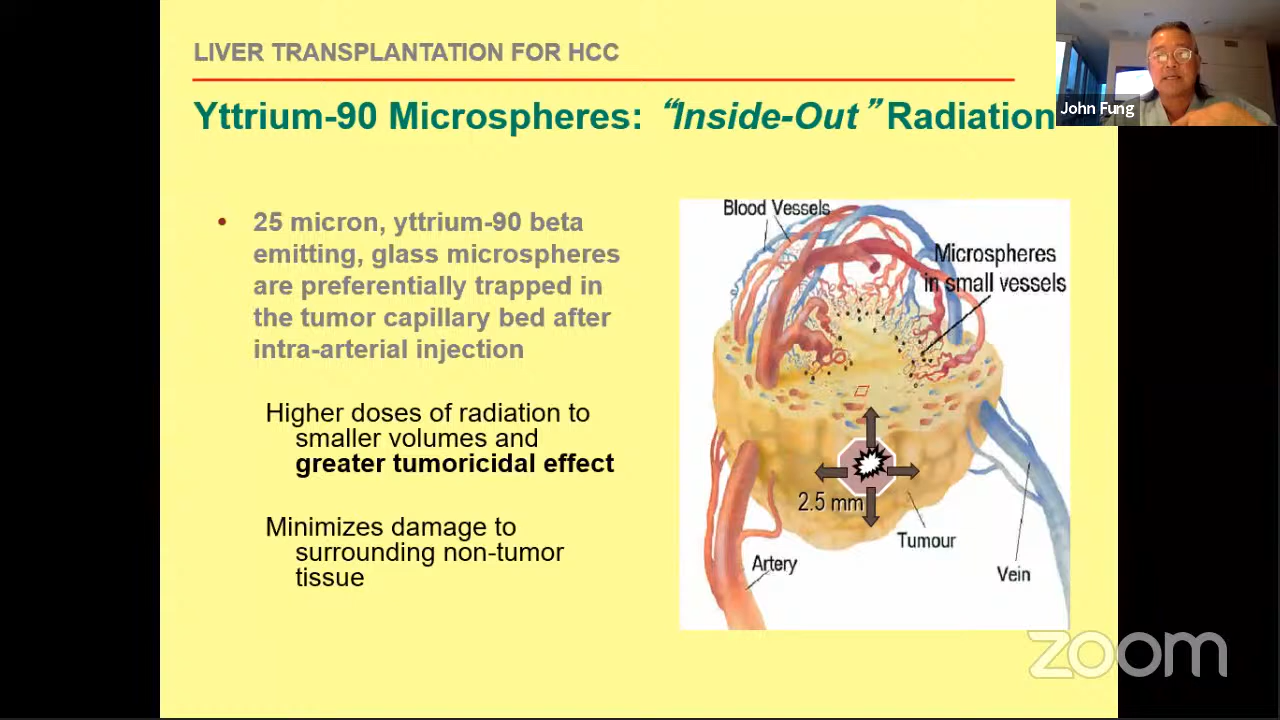 LIVER TRANSPLANTATION FOR HCC
Yttrium-90 Microspheres: “Inside-Out” Radiation
John Fung
• 25 micron, yttrium-90 beta
emitting, glass microspheres
are preferentially trapped in
the tumor capillary bed after
intra-arterial injection
Higher doses of radiation to
smaller volumes and
greater tumoricidal effect
Minimizes damage to
surrounding non-tumor
tissue
Blood Vessels
Microspheres
in small vessels
2.5 mm
Tumour
Artery
Vein
zoom